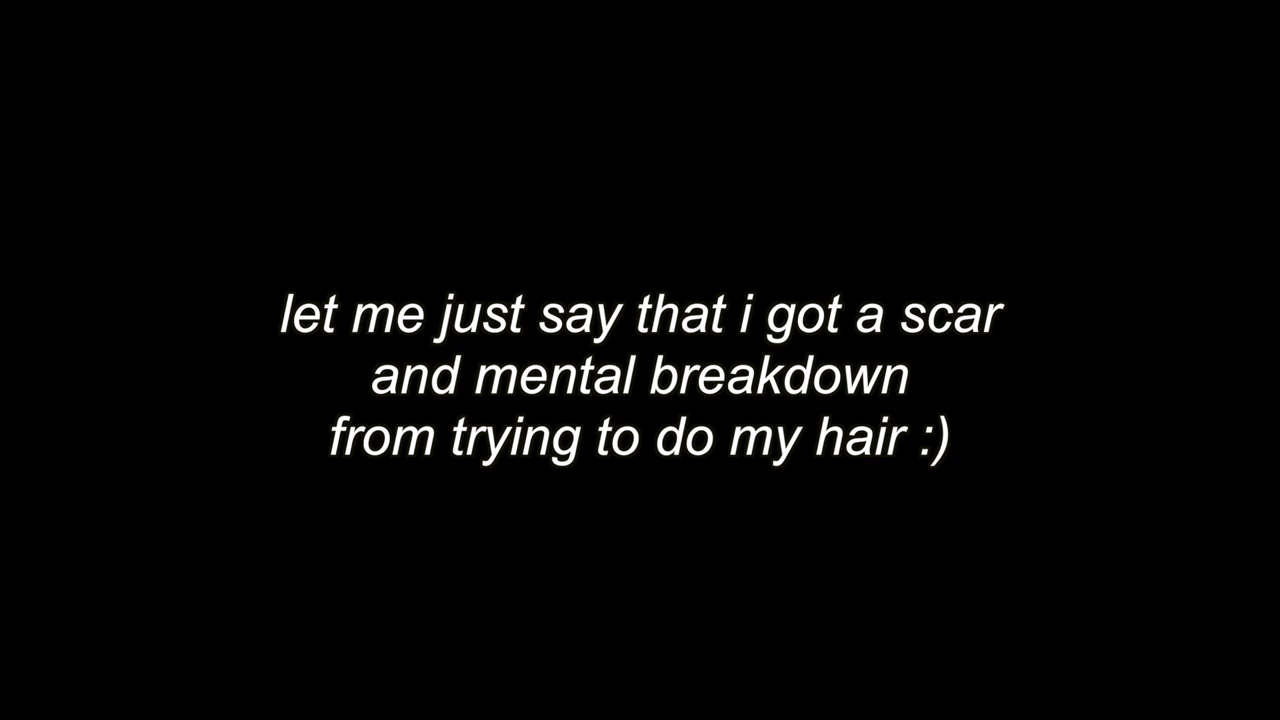 let me just say that i got a scar
and mental breakdown
from trying to do my hair :)